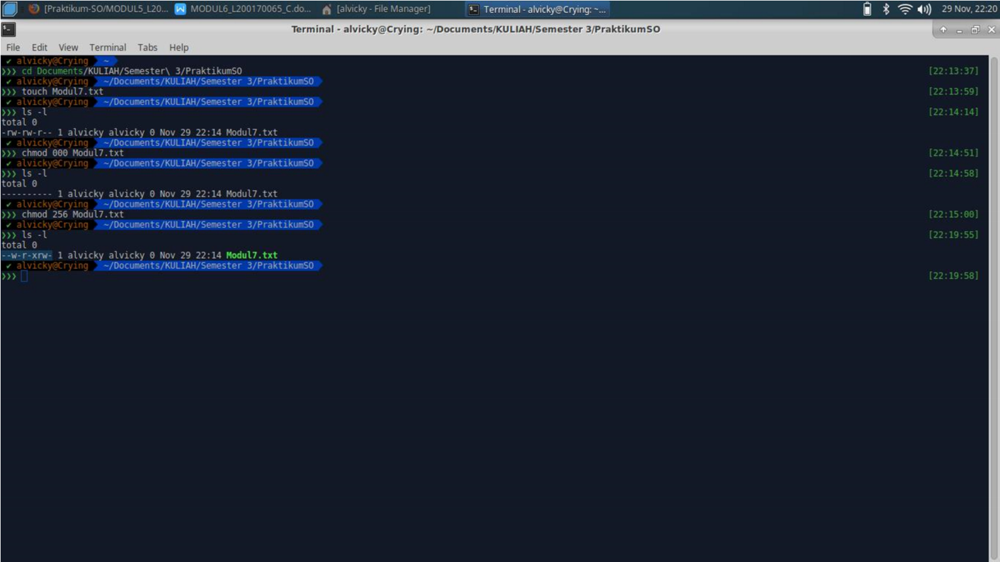 [Praktikum-SO/MODUL5_L20... MODUL6_L200170065_C.do... [alvicky - File Manager] Terminal - alvicky@Crying: ~... 29 Nov, 22:20
Terminal - alvicky@Crying: ~/Documents/KULIAH/Semester 3/PraktikumSO
File Edit View Terminal Tabs Help
✔ alvicky@Crying ~
❯❯❯ cd Documents/KULIAH/Semester\ 3/PraktikumSO [22:13:37]
✔ alvicky@Crying ~/Documents/KULIAH/Semester 3/PraktikumSO
❯❯❯ touch Modul7.txt [22:13:59]
✔ alvicky@Crying ~/Documents/KULIAH/Semester 3/PraktikumSO
❯❯❯ ls -l [22:14:14]
total 0
-rw-rw-r-- 1 alvicky alvicky 0 Nov 29 22:14 Modul7.txt
✔ alvicky@Crying ~/Documents/KULIAH/Semester 3/PraktikumSO
❯❯❯ chmod 000 Modul7.txt [22:14:51]
✔ alvicky@Crying ~/Documents/KULIAH/Semester 3/PraktikumSO
❯❯❯ ls -l [22:14:58]
total 0
---------- 1 alvicky alvicky 0 Nov 29 22:14 Modul7.txt
✔ alvicky@Crying ~/Documents/KULIAH/Semester 3/PraktikumSO
❯❯❯ chmod 256 Modul7.txt [22:15:00]
✔ alvicky@Crying ~/Documents/KULIAH/Semester 3/PraktikumSO
❯❯❯ ls -l [22:19:55]
total 0
--w-r-xrw- 1 alvicky alvicky 0 Nov 29 22:14 Modul7.txt
✔ alvicky@Crying ~/Documents/KULIAH/Semester 3/PraktikumSO
❯❯❯ [22:19:58]